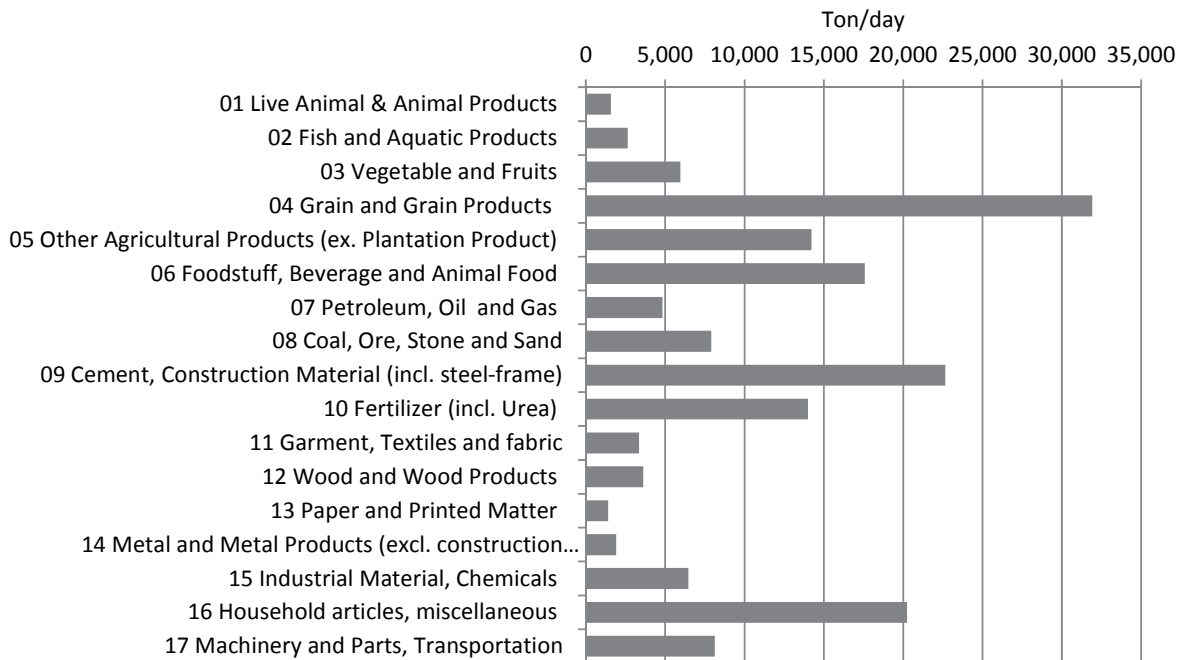 Ton/day
0 5,000 10,000 15,000 20,000 25,000 30,000 35,000
01 Live Animal & Animal Products
02 Fish and Aquatic Products
03 Vegetable and Fruits
04 Grain and Grain Products
05 Other Agricultural Products (ex. Plantation Product)
06 Foodstuff, Beverage and Animal Food
07 Petroleum, Oil and Gas
08 Coal, Ore, Stone and Sand
09 Cement, Construction Material (incl. steel-frame)
10 Fertilizer (incl. Urea)
11 Garment, Textiles and fabric
12 Wood and Wood Products
13 Paper and Printed Matter
14 Metal and Metal Products (excl. construction...
15 Industrial Material, Chemicals
16 Household articles, miscellaneous
17 Machinery and Parts, Transportation